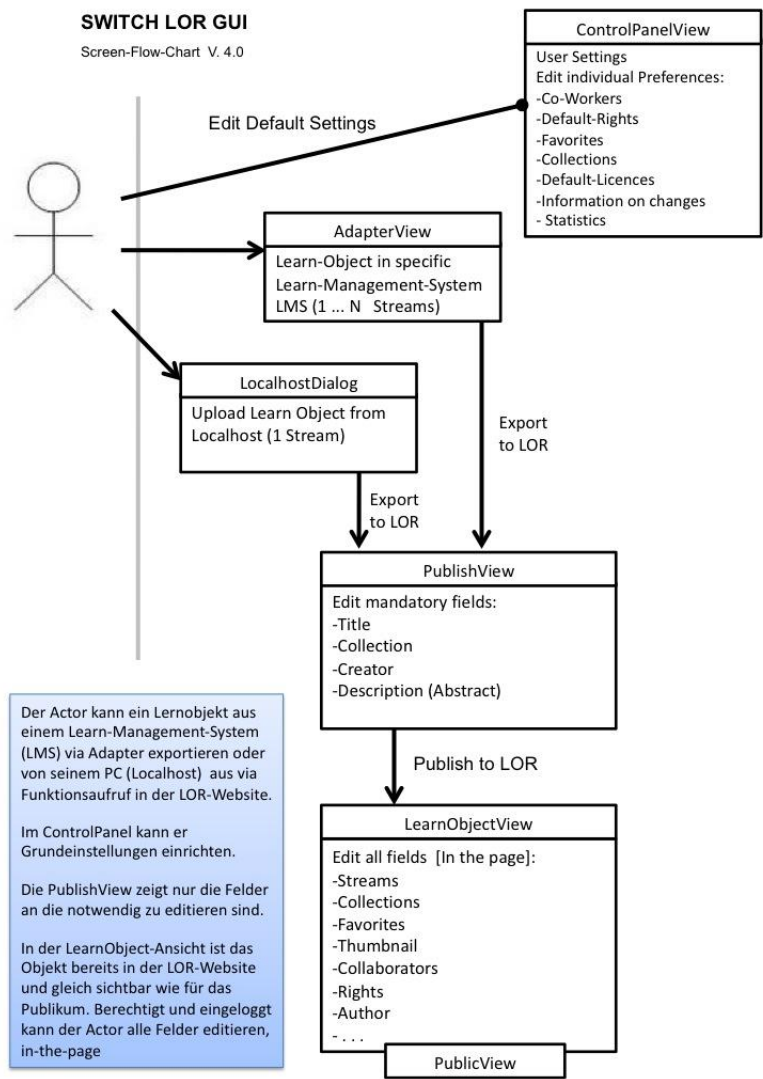 SWITCH LOR GUI
Screen-Flow-Chart V. 4.0
ControlPanelView
User Settings
Edit individual Preferences:
-Co-Workers
-Default-Rights
-Favorites
-Collections
-Default-Licences
-Information on changes
- Statistics
Edit Default Settings
AdapterView
Learn-Object in specific
Learn-Management-System
LMS (1 ... N Streams)
LocalhostDialog
Upload Learn Object from
Localhost (1 Stream)
Export
to LOR
Export
to LOR
PublishView
Edit mandatory fields:
-Title
-Collection
-Creator
-Description (Abstract)
Publish to LOR
LearnObjectView
Edit all fields [In the page]:
-Streams
-Collections
-Favorites
-Thumbnail
-Collaborators
-Rights
-Author
- . . .
PublicView
Der Actor kann ein Lernobjekt aus
einem Learn-Management-System
(LMS) via Adapter exportieren oder
von seinem PC (Localhost) aus via
Funktionsaufruf in der LOR-Website.
Im ControlPanel kann er
Grundeinstellungen einrichten.
Die PublishView zeigt nur die Felder
an die notwendig zu editieren sind.
In der LearnObject-Ansicht ist das
Objekt bereits in der LOR-Website
und gleich sichtbar wie für das
Publikum. Berechtigt und eingeloggt
kann der Actor alle Felder editieren,
in-the-page